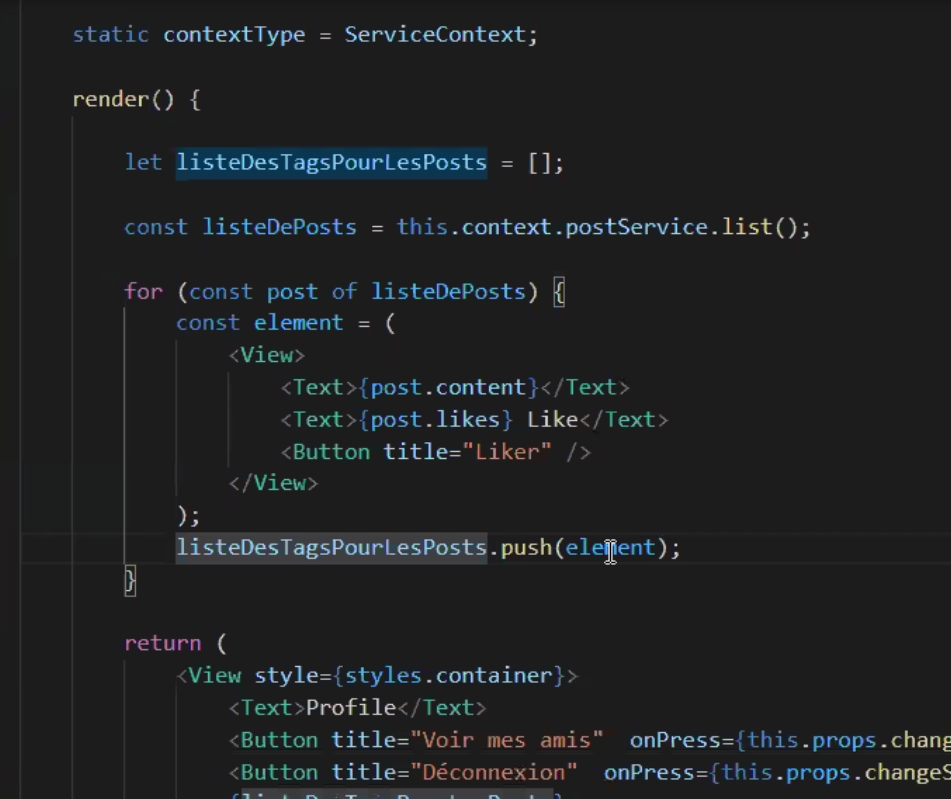 static contextType = ServiceContext;
render() {
let listeDesTagsPourLesPosts = [];
const listeDePosts = this.context.postService.list();
for (const post of listeDePosts) {
const element = (
<View>
<Text>{post.content}</Text>
<Text>{post.likes} Like</Text>
<Button title="Liker" />
</View>
);
listeDesTagsPourLesPosts.push(element);
}
return (
<View style={styles.container}>
<Text>Profile</Text>
<Button title="Voir mes amis" onPress={this.props.chang
<Button title="Déconnexion" onPress={this.props.changeS